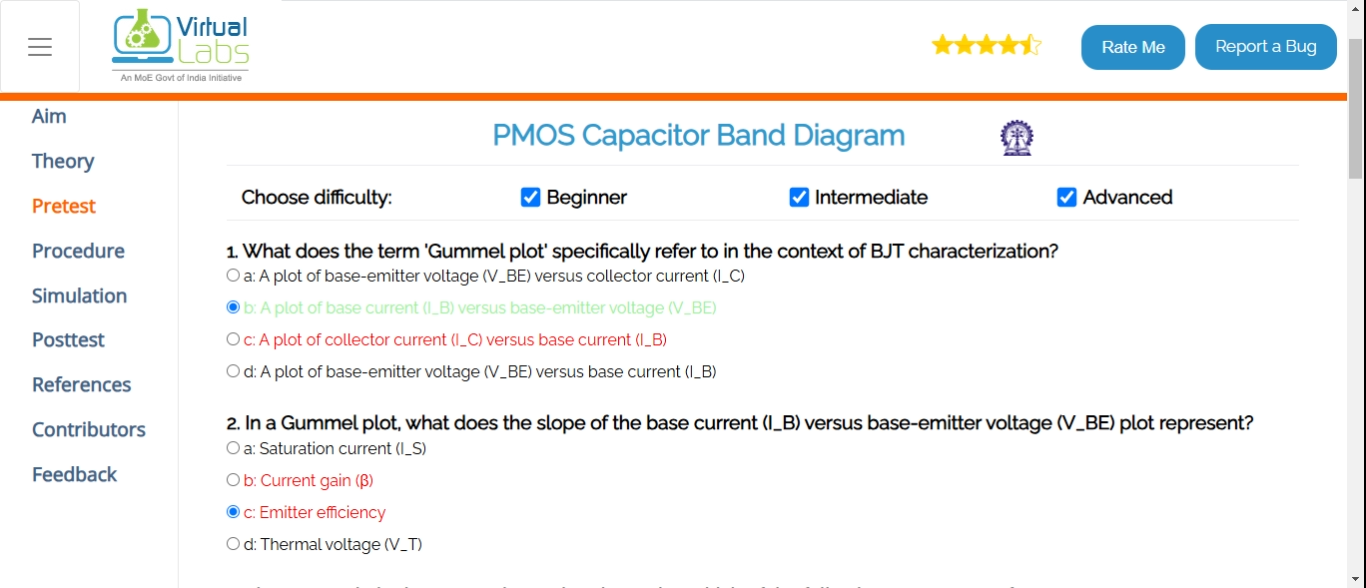 Virtual
Labs
An MoE Govt of India Initiative
Rate Me
Report a Bug
Aim
Theory
Pretest
Procedure
Simulation
Posttest
References
Contributors
Feedback
PMOS Capacitor Band Diagram
Choose difficulty:
Beginner
Intermediate
Advanced
1. What does the term 'Gummel plot' specifically refer to in the context of BJT characterization?
a: A plot of base-emitter voltage (V_BE) versus collector current (I_C)
b: A plot of base current (I_B) versus base-emitter voltage (V_BE)
c: A plot of collector current (I_C) versus base current (I_B)
d: A plot of base-emitter voltage (V_BE) versus base current (I_B)
2. In a Gummel plot, what does the slope of the base current (I_B) versus base-emitter voltage (V_BE) plot represent?
a: Saturation current (I_S)
b: Current gain (β)
c: Emitter efficiency
d: Thermal voltage (V_T)